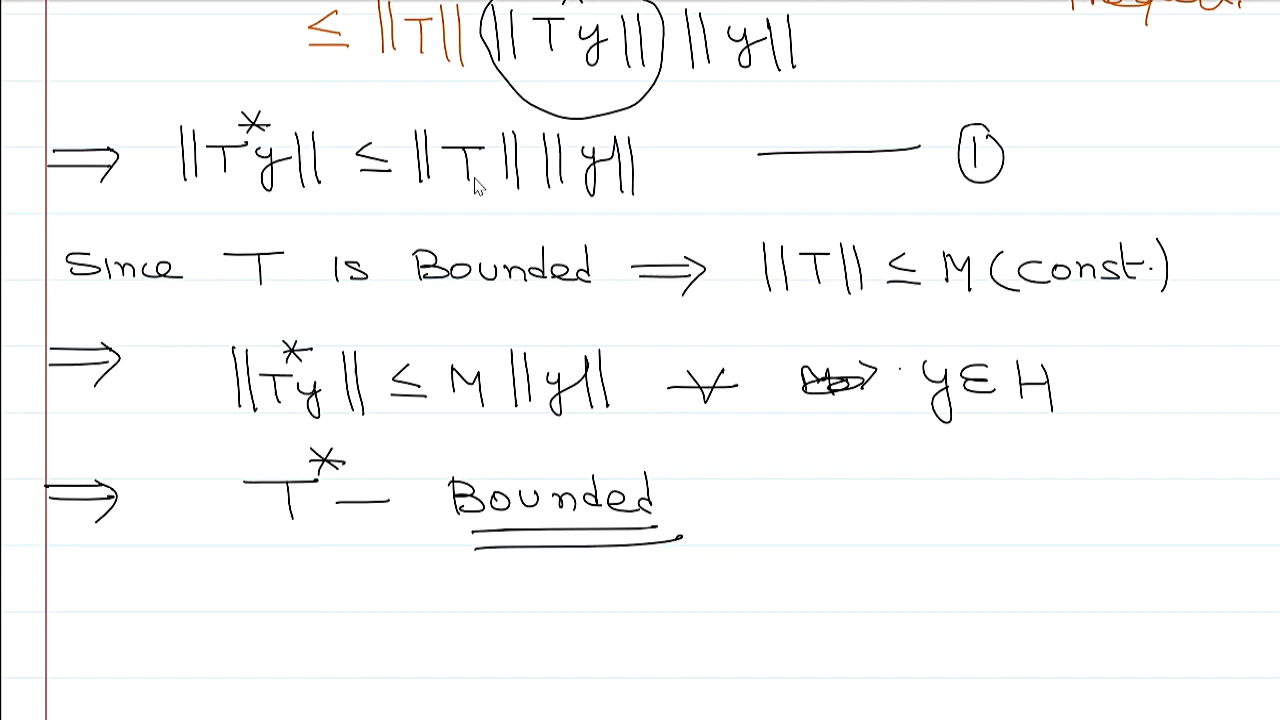 ≤ ||T|| ||T*y|| ||y||
⟹ ||T*y|| ≤ ||T|| ||y|| —— ①
Since T is Bounded ⟹ ||T|| ≤ M (const.)
⟹ ||T*y|| ≤ M ||y|| ∀ y ∈ H
⟹ T* — Bounded